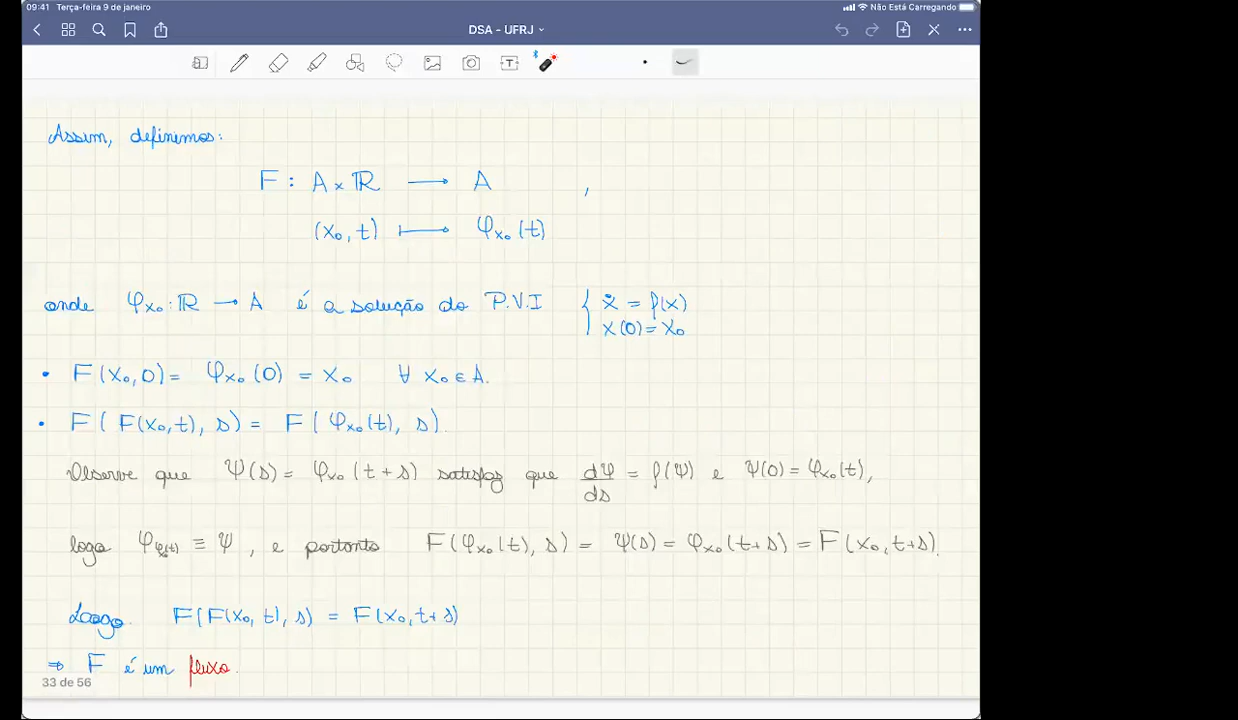 09:41 Terça-feira 9 de janeiro Não Está Carregando
DSA - UFRJ
Assim, definimos:
F : A × ℝ → A ,
(x₀, t) ⟼ φₓ₀(t)
onde φₓ₀ : ℝ → A é a solução do P.V.I { ẋ = f(x)
x(0) = x₀
• F(x₀, 0) = φₓ₀(0) = x₀ ∀ x₀ ∈ A.
• F( F(x₀, t), s) = F( φₓ₀(t), s).
Observe que Ψ(s) = φₓ₀(t + s) satisfaz que dΨ/ds = f(Ψ) e Ψ(0) = φₓ₀(t),
logo φ_{φₓ₀(t)} ≡ Ψ, e portanto F(φₓ₀(t), s) = Ψ(s) = φₓ₀(t+s) = F(x₀, t+s).
Logo F(F(x₀, t), s) = F(x₀, t+s)
⇒ F é um fluxo.
33 de 56